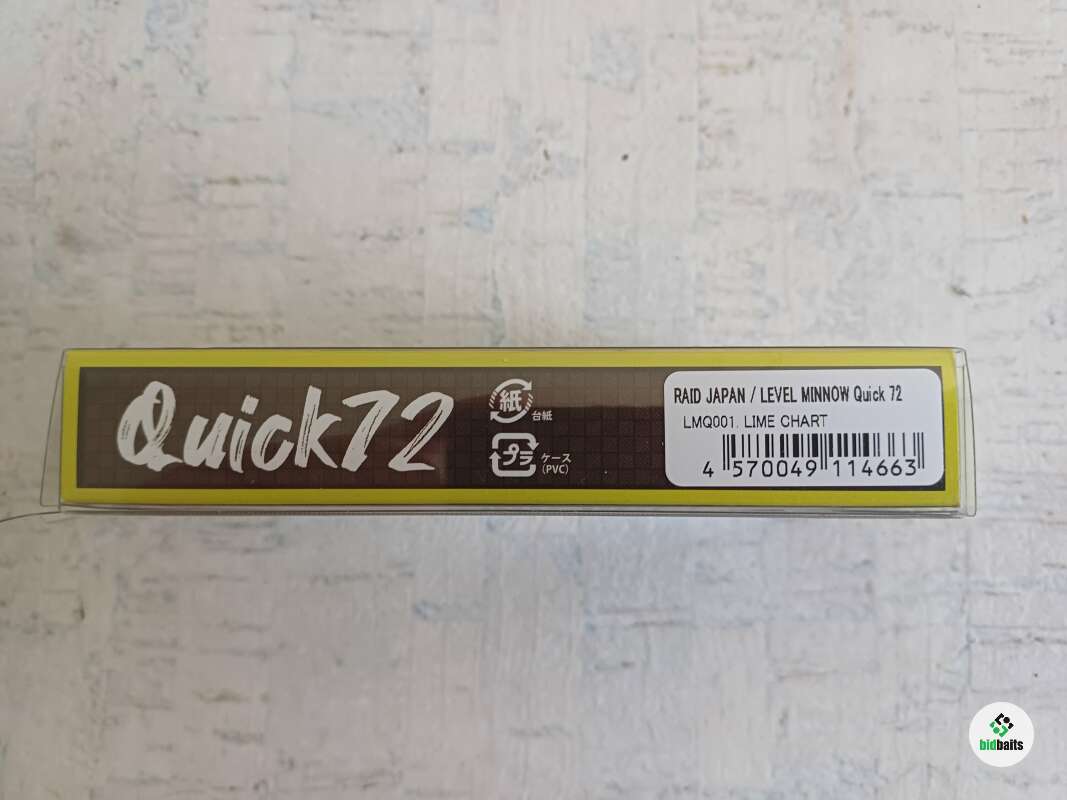 Quick72
紙
台紙
プラ
ケース
(PVC)
RAID JAPAN / LEVEL MINNOW Quick 72
LMQ001. LIME CHART
4 570049 114663
bidbaits